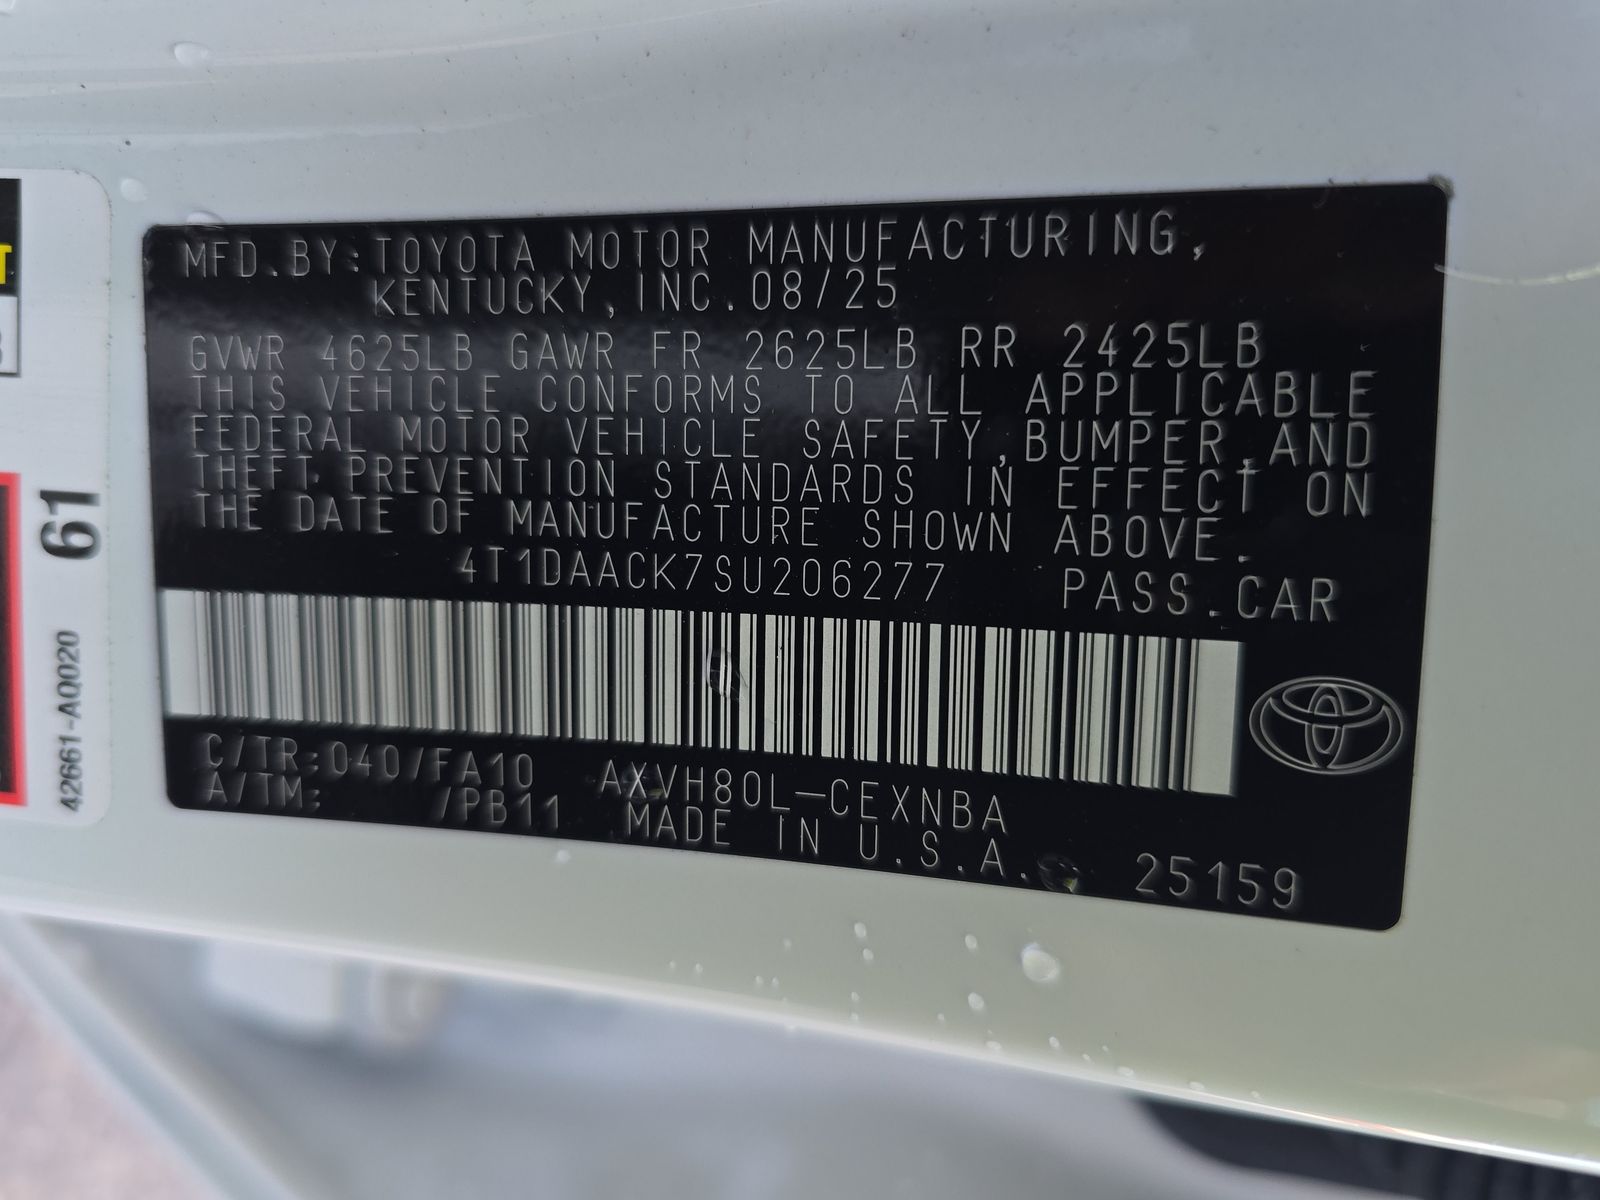 MFD.BY:TOYOTA MOTOR MANUFACTURING,
KENTUCKY,INC.08/25
GVWR 4625LB GAWR FR 2625LB RR 2425LB
THIS VEHICLE CONFORMS TO ALL APPLICABLE
FEDERAL MOTOR VEHICLE SAFETY,BUMPER,AND
THEFT PREVENTION STANDARDS IN EFFECT ON
THE DATE OF MANUFACTURE SHOWN ABOVE.
4T1DAACK7SU206277 PASS.CAR
C/TR:040/FA10 AXVH80L-CEXNBA
A/TM: /PB11 MADE IN U.S.A. 25159
61
42661-AQ020
T